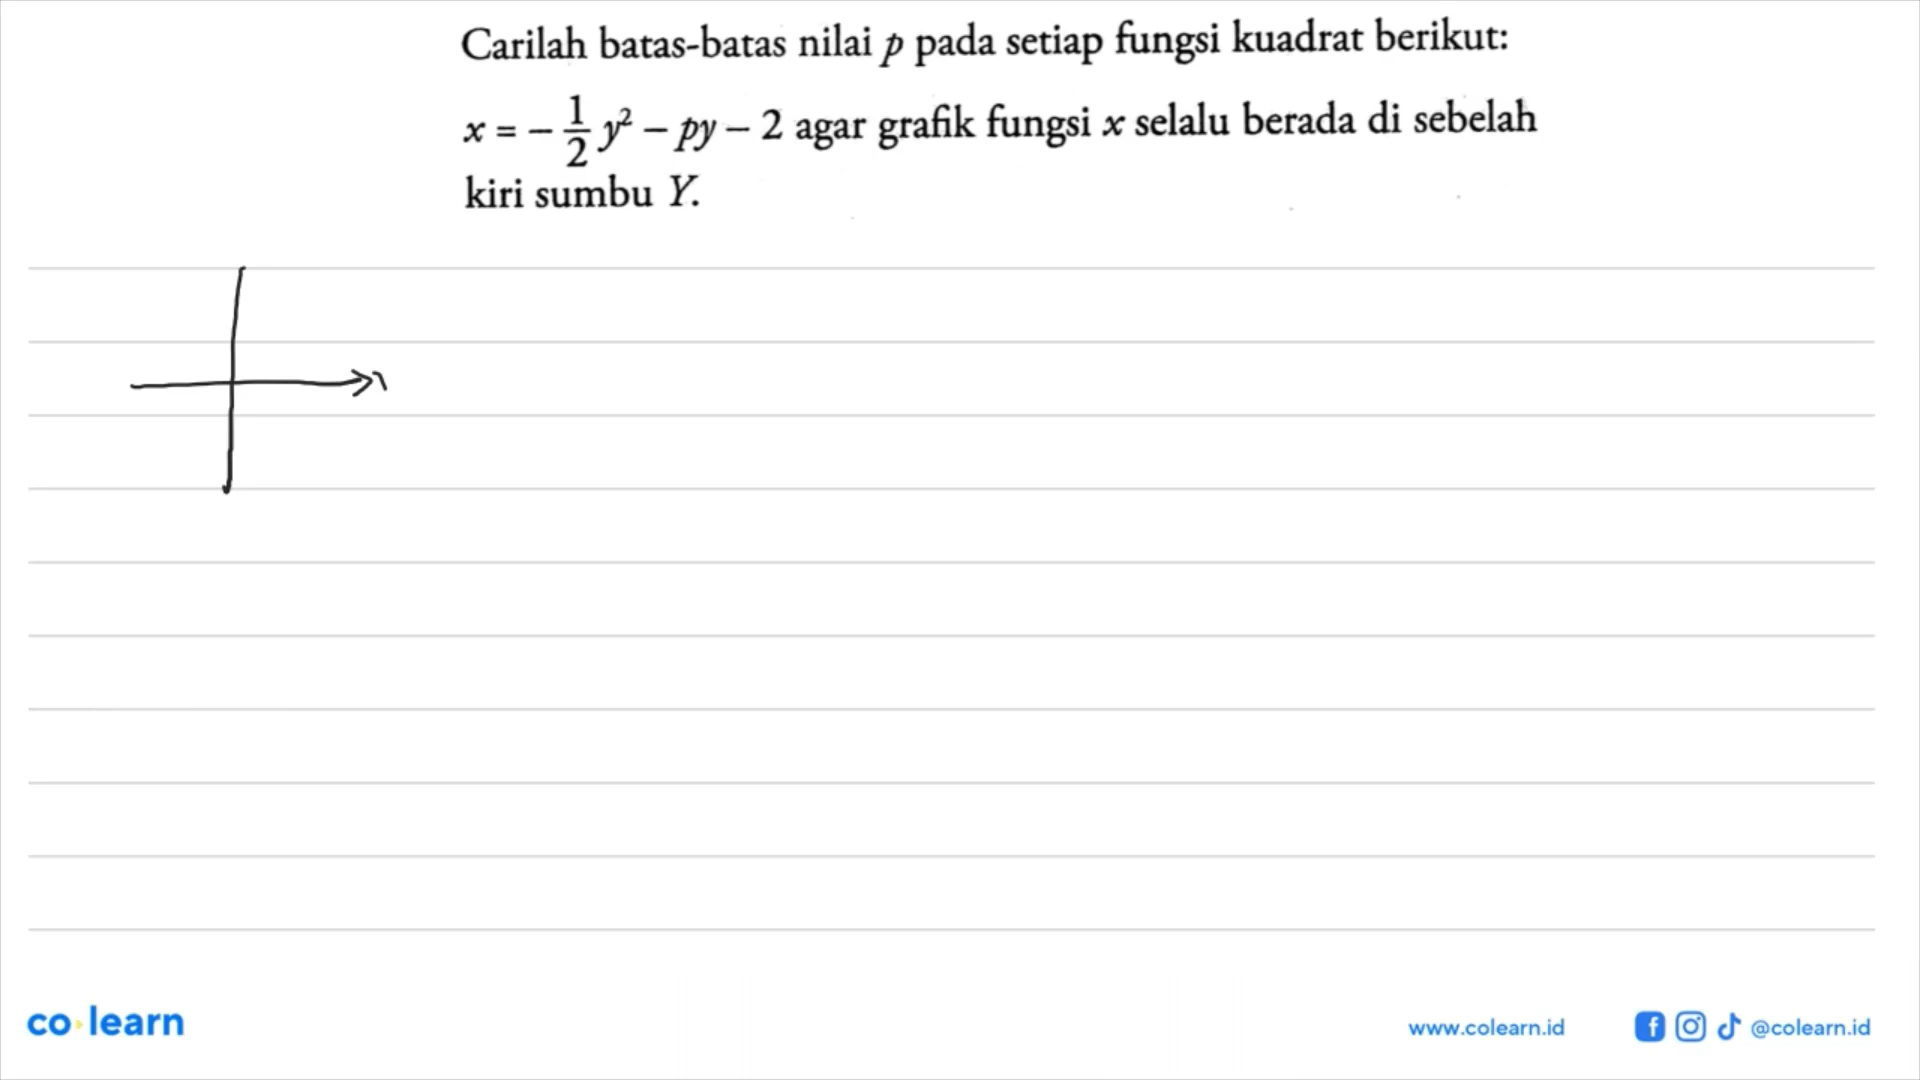 Carilah batas-batas nilai p pada setiap fungsi kuadrat berikut:
x = -\frac{1}{2} y² - py - 2 agar grafik fungsi x selalu berada di sebelah
kiri sumbu Y.
co learn
www.colearn.id
@colearn.id